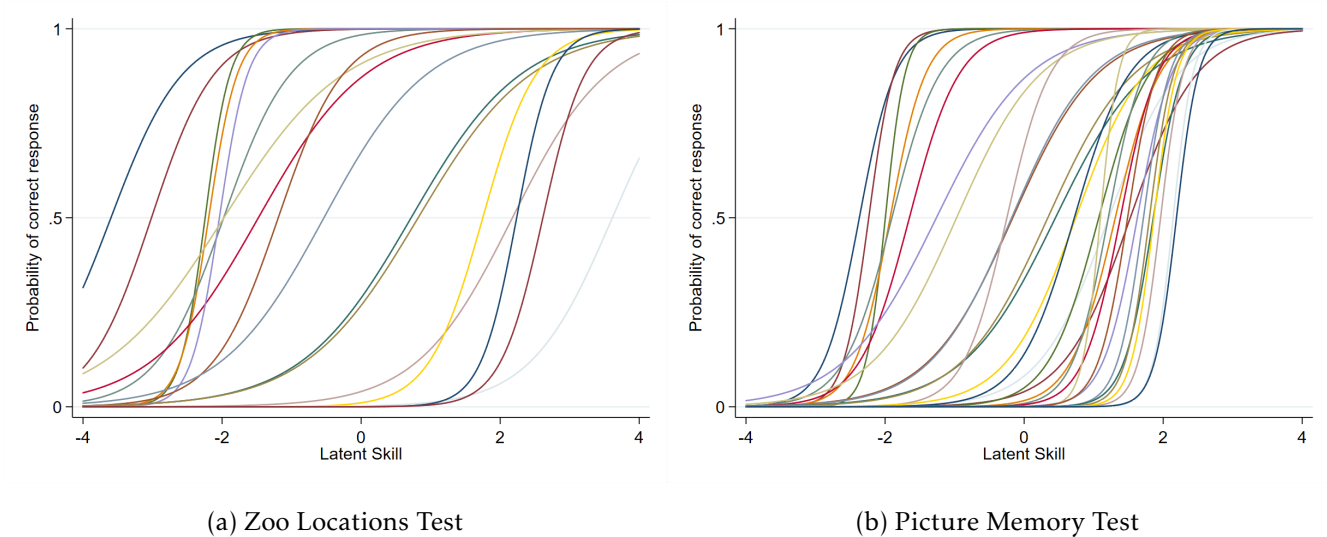 Probability of correct response
1
.5
0
-4
-2
0
2
4
Latent Skill
(a) Zoo Locations Test
Probability of correct response
1
.5
0
-4
-2
0
2
4
Latent Skill
(b) Picture Memory Test